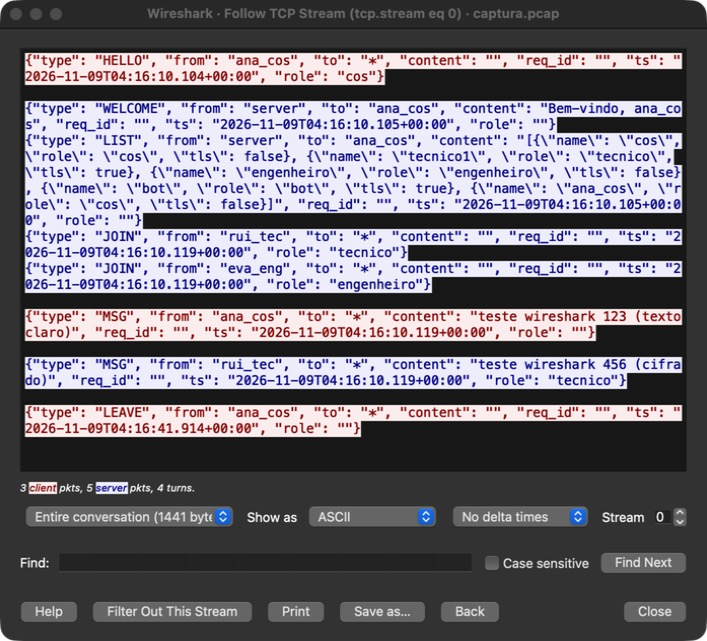 Wireshark · Follow TCP Stream (tcp.stream eq 0) · captura.pcap
{"type": "HELLO", "from": "ana_cos", "to": "*", "content": "", "req_id": "", "ts": "
2026-11-09T04:16:10.104+00:00", "role": "cos"}
{"type": "WELCOME", "from": "server", "to": "ana_cos", "content": "Bem-vindo, ana_co
s", "req_id": "", "ts": "2026-11-09T04:16:10.105+00:00", "role": ""}
{"type": "LIST", "from": "server", "to": "ana_cos", "content": "[{\"name\": \"cos\",
\"role\": \"cos\", \"tls\": false}, {\"name\": \"tecnico1\", \"role\": \"tecnico\",
\"tls\": true}, {\"name\": \"engenheiro\", \"role\": \"engenheiro\", \"tls\": false}
, {\"name\": \"bot\", \"role\": \"bot\", \"tls\": true}, {\"name\": \"ana_cos\", \"r
ole\": \"cos\", \"tls\": false}]", "req_id": "", "ts": "2026-11-09T04:16:10.105+00:0
0", "role": ""}
{"type": "JOIN", "from": "rui_tec", "to": "*", "content": "", "req_id": "", "ts": "2
026-11-09T04:16:10.119+00:00", "role": "tecnico"}
{"type": "JOIN", "from": "eva_eng", "to": "*", "content": "", "req_id": "", "ts": "2
026-11-09T04:16:10.119+00:00", "role": "engenheiro"}
{"type": "MSG", "from": "ana_cos", "to": "*", "content": "teste wireshark 123 (texto
claro)", "req_id": "", "ts": "2026-11-09T04:16:10.119+00:00", "role": ""}
{"type": "MSG", "from": "rui_tec", "to": "*", "content": "teste wireshark 456 (cifra
do)", "req_id": "", "ts": "2026-11-09T04:16:10.119+00:00", "role": "tecnico"}
{"type": "LEAVE", "from": "ana_cos", "to": "*", "content": "", "req_id": "", "ts": "
2026-11-09T04:16:41.914+00:00", "role": ""}
3 client pkts, 5 server pkts, 4 turns.
Entire conversation (1441 byte Show as ASCII No delta times Stream 0
Find: Case sensitive Find Next
Help Filter Out This Stream Print Save as... Back Close